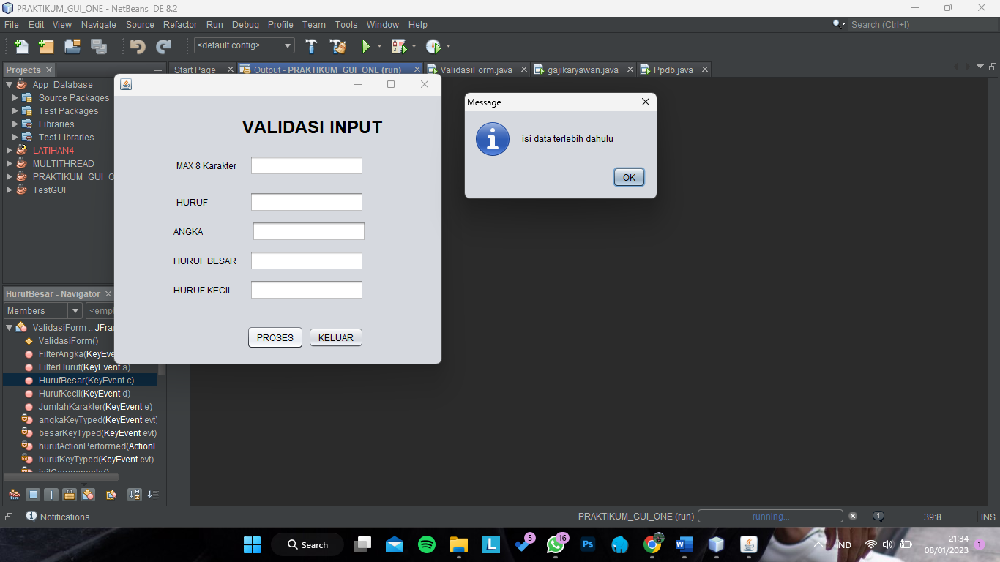 PRAKTIKUM_GUI_ONE - NetBeans IDE 8.2
File Edit View Navigate Source Refactor Run Debug Profile Team Tools Window Help
Search (Ctrl+I)
<default config>
Projects
Start Page
Output - PRAKTIKUM_GUI_ONE (run)
ValidasiForm.java
gajikaryawan.java
Ppdb.java
App_Database
Source Packages
Test Packages
Libraries
Test Libraries
LATIHAN4
MULTITHREAD
PRAKTIKUM_GUI_O
TestGUI
VALIDASI INPUT
MAX 8 Karakter
HURUF
ANGKA
HURUF BESAR
HURUF KECIL
PROSES
KELUAR
Message
isi data terlebih dahulu
OK
HurufBesar - Navigator
Members
<empt
ValidasiForm :: JFra
ValidasiForm()
FilterAngka(KeyEve
FilterHuruf(KeyEvent a)
HurufBesar(KeyEvent c)
HurufKecil(KeyEvent d)
JumlahKarakter(KeyEvent e)
angkaKeyTyped(KeyEvent evt)
besarKeyTyped(KeyEvent evt)
hurufActionPerformed(ActionE
hurufKeyTyped(KeyEvent evt)
initComponents()
Notifications
PRAKTIKUM_GUI_ONE (run)
running...
1
39:8
INS
Search
L
5
16
Ps
W
IND
21:34
08/01/2023
1